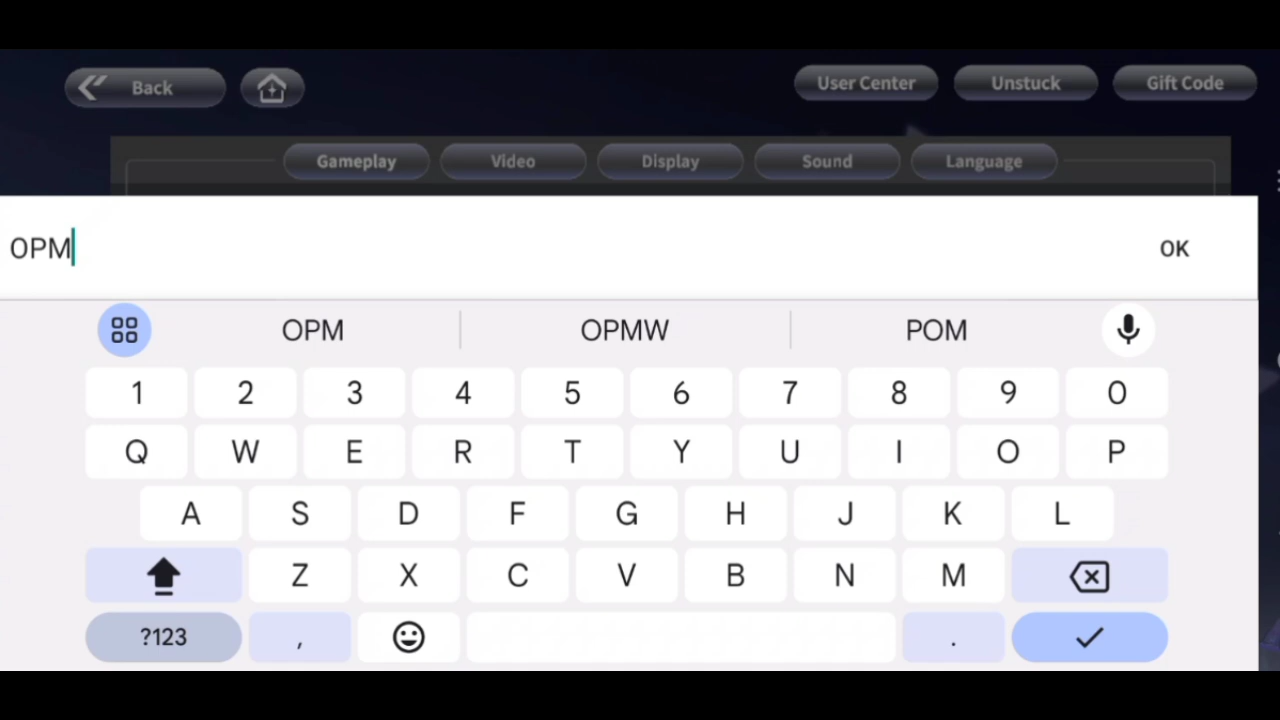 Back
User Center
Unstuck
Gift Code
Gameplay
Video
Display
Sound
Language
OPM
OK
OPM
OPMW
POM
1 2 3 4 5 6 7 8 9 0
Q W E R T Y U I O P
A S D F G H J K L
Z X C V B N M
?123 , .